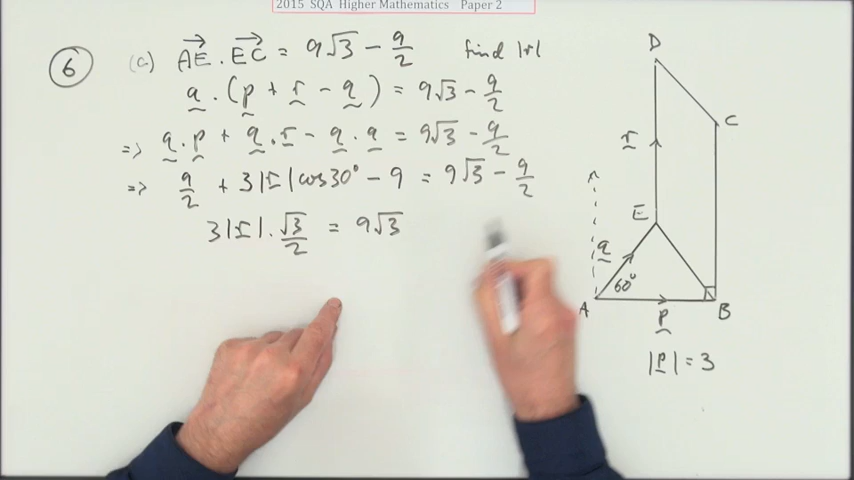 2015 SQA Higher Mathematics Paper 2
6 (c) AE . EC = 9√3 - 9/2 find |r|
q . (p + r - q) = 9√3 - 9/2
=> q . p + q . r - q . q = 9√3 - 9/2
=> 9/2 + 3|r|cos30° - 9 = 9√3 - 9/2
3|r| . √3/2 = 9√3
D
C
r
E
q
60°
A
p
B
|p| = 3